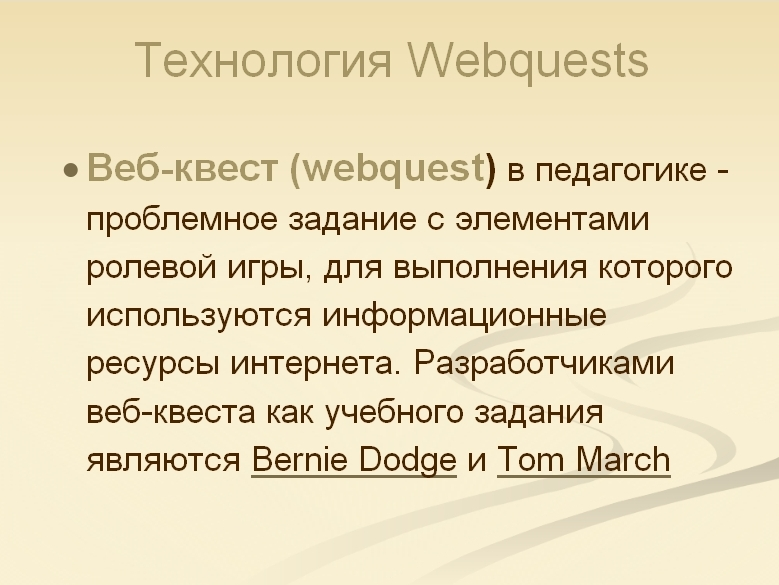 Технология Webquests
• Веб-квест (webquest) в педагогике -
проблемное задание c элементами
ролевой игры, для выполнения которого
используются информационные
ресурсы интернета. Разработчиками
веб-квеста как учебного задания
являются Bernie Dodge и Tom March